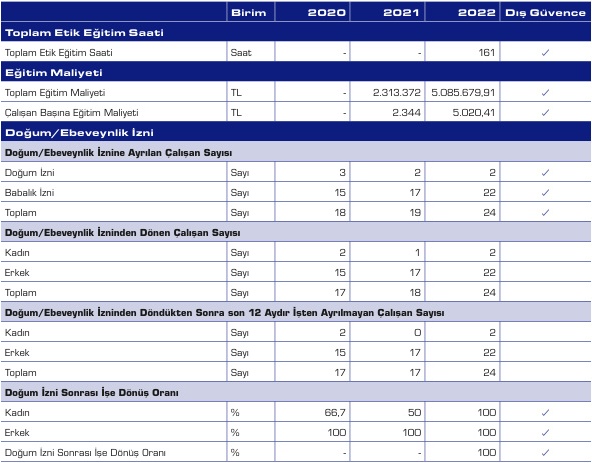 Birim 2020 2021 2022 Dış Güvence
Toplam Etik Eğitim Saati
Toplam Etik Eğitim Saati Saat - - 161 ✓
Eğitim Maliyeti
Toplam Eğitim Maliyeti TL - 2.313.372 5.085.679,91 ✓
Çalışan Başına Eğitim Maliyeti TL - 2.344 5.020,41 ✓
Doğum/Ebeveynlik İzni
Doğum/Ebeveynlik İznine Ayrılan Çalışan Sayısı
Doğum İzni Sayı 3 2 2 ✓
Babalık İzni Sayı 15 17 22 ✓
Toplam Sayı 18 19 24 ✓
Doğum/Ebeveynlik İzninden Dönen Çalışan Sayısı
Kadın Sayı 2 1 2
Erkek Sayı 15 17 22
Toplam Sayı 17 18 24
Doğum/Ebeveynlik İzninden Döndükten Sonra son 12 Aydır İşten Ayrılmayan Çalışan Sayısı
Kadın Sayı 2 0 2
Erkek Sayı 15 17 22
Toplam Sayı 17 17 24
Doğum İzni Sonrası İşe Dönüş Oranı
Kadın % 66,7 50 100 ✓
Erkek % 100 100 100 ✓
Doğum İzni Sonrası İşe Dönüş Oranı % - - 100 ✓